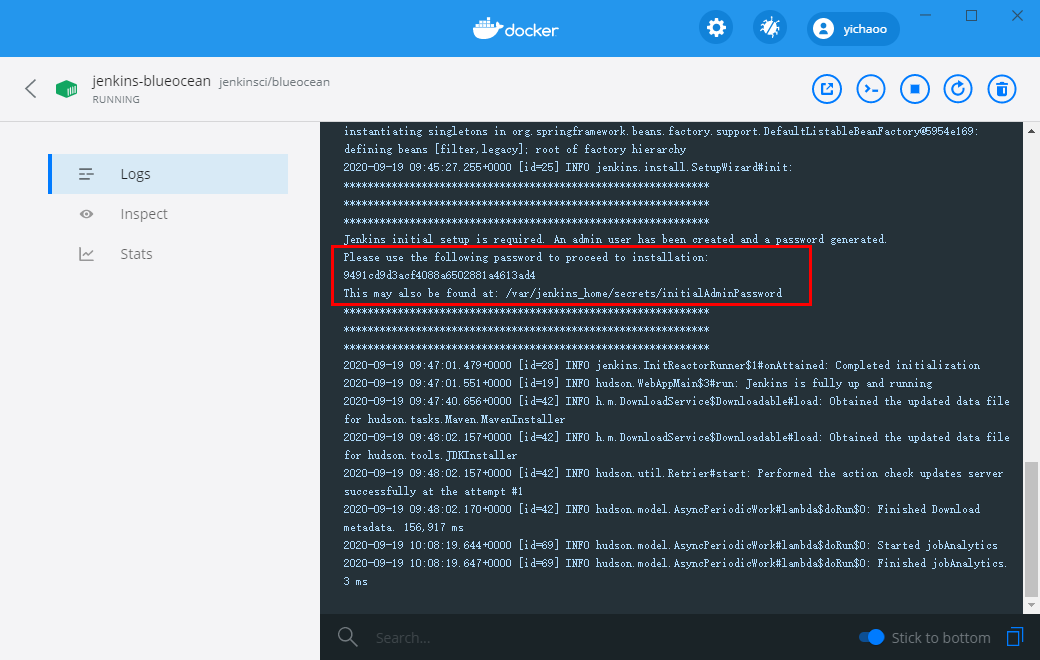 docker
yichaoo
jenkins-blueocean jenkinsci/blueocean
RUNNING
Logs
Inspect
Stats
instantiating singletons in org.springframework.beans.factory.support.DefaultListableBeanFactory@5954e169:
defining beans [filter,legacy]; root of factory hierarchy
2020-09-19 09:45:27.255+0000 [id=25] INFO jenkins.install.SetupWizard#init:
*************************************************************
*************************************************************
*************************************************************
Jenkins initial setup is required. An admin user has been created and a password generated.
Please use the following password to proceed to installation:
9491cd9d3acf4088a6502881a4613ad4
This may also be found at: /var/jenkins_home/secrets/initialAdminPassword
*************************************************************
*************************************************************
*************************************************************
2020-09-19 09:47:01.479+0000 [id=28] INFO jenkins.InitReactorRunner$1#onAttained: Completed initialization
2020-09-19 09:47:01.551+0000 [id=19] INFO hudson.WebAppMain$3#run: Jenkins is fully up and running
2020-09-19 09:47:40.656+0000 [id=42] INFO h.m.DownloadService$Downloadable#load: Obtained the updated data file
for hudson.tasks.Maven.MavenInstaller
2020-09-19 09:48:02.157+0000 [id=42] INFO h.m.DownloadService$Downloadable#load: Obtained the updated data file
for hudson.tools.JDKInstaller
2020-09-19 09:48:02.157+0000 [id=42] INFO hudson.util.Retrier#start: Performed the action check updates server
successfully at the attempt #1
2020-09-19 09:48:02.170+0000 [id=42] INFO hudson.model.AsyncPeriodicWork#lambda$doRun$0: Finished Download
metadata. 156,917 ms
2020-09-19 10:08:19.644+0000 [id=69] INFO hudson.model.AsyncPeriodicWork#lambda$doRun$0: Started jobAnalytics
2020-09-19 10:08:19.647+0000 [id=69] INFO hudson.model.AsyncPeriodicWork#lambda$doRun$0: Finished jobAnalytics.
3 ms
Search...
Stick to bottom